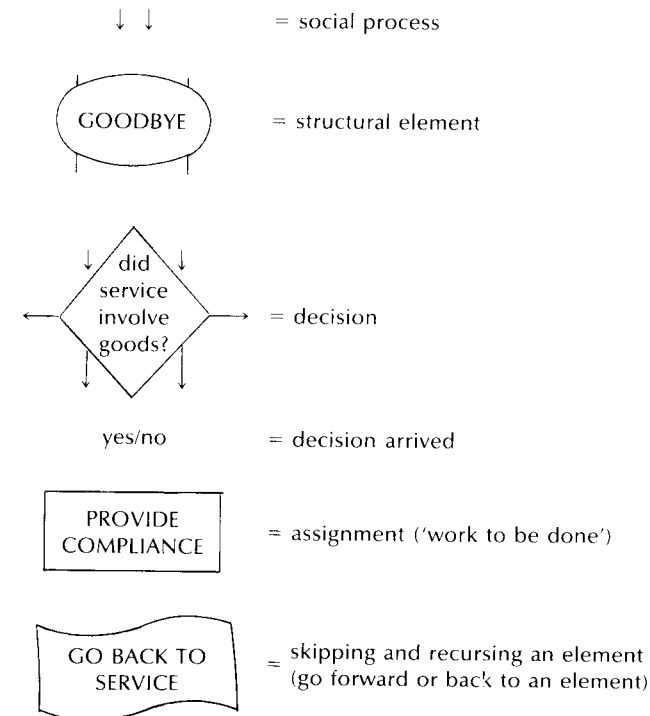 ↓ ↓ = social process
GOODBYE = structural element
did
service
involve
goods?
= decision
yes/no = decision arrived
PROVIDE
COMPLIANCE
= assignment ('work to be done')
GO BACK TO
SERVICE
= skipping and recursing an element
(go forward or back to an element)